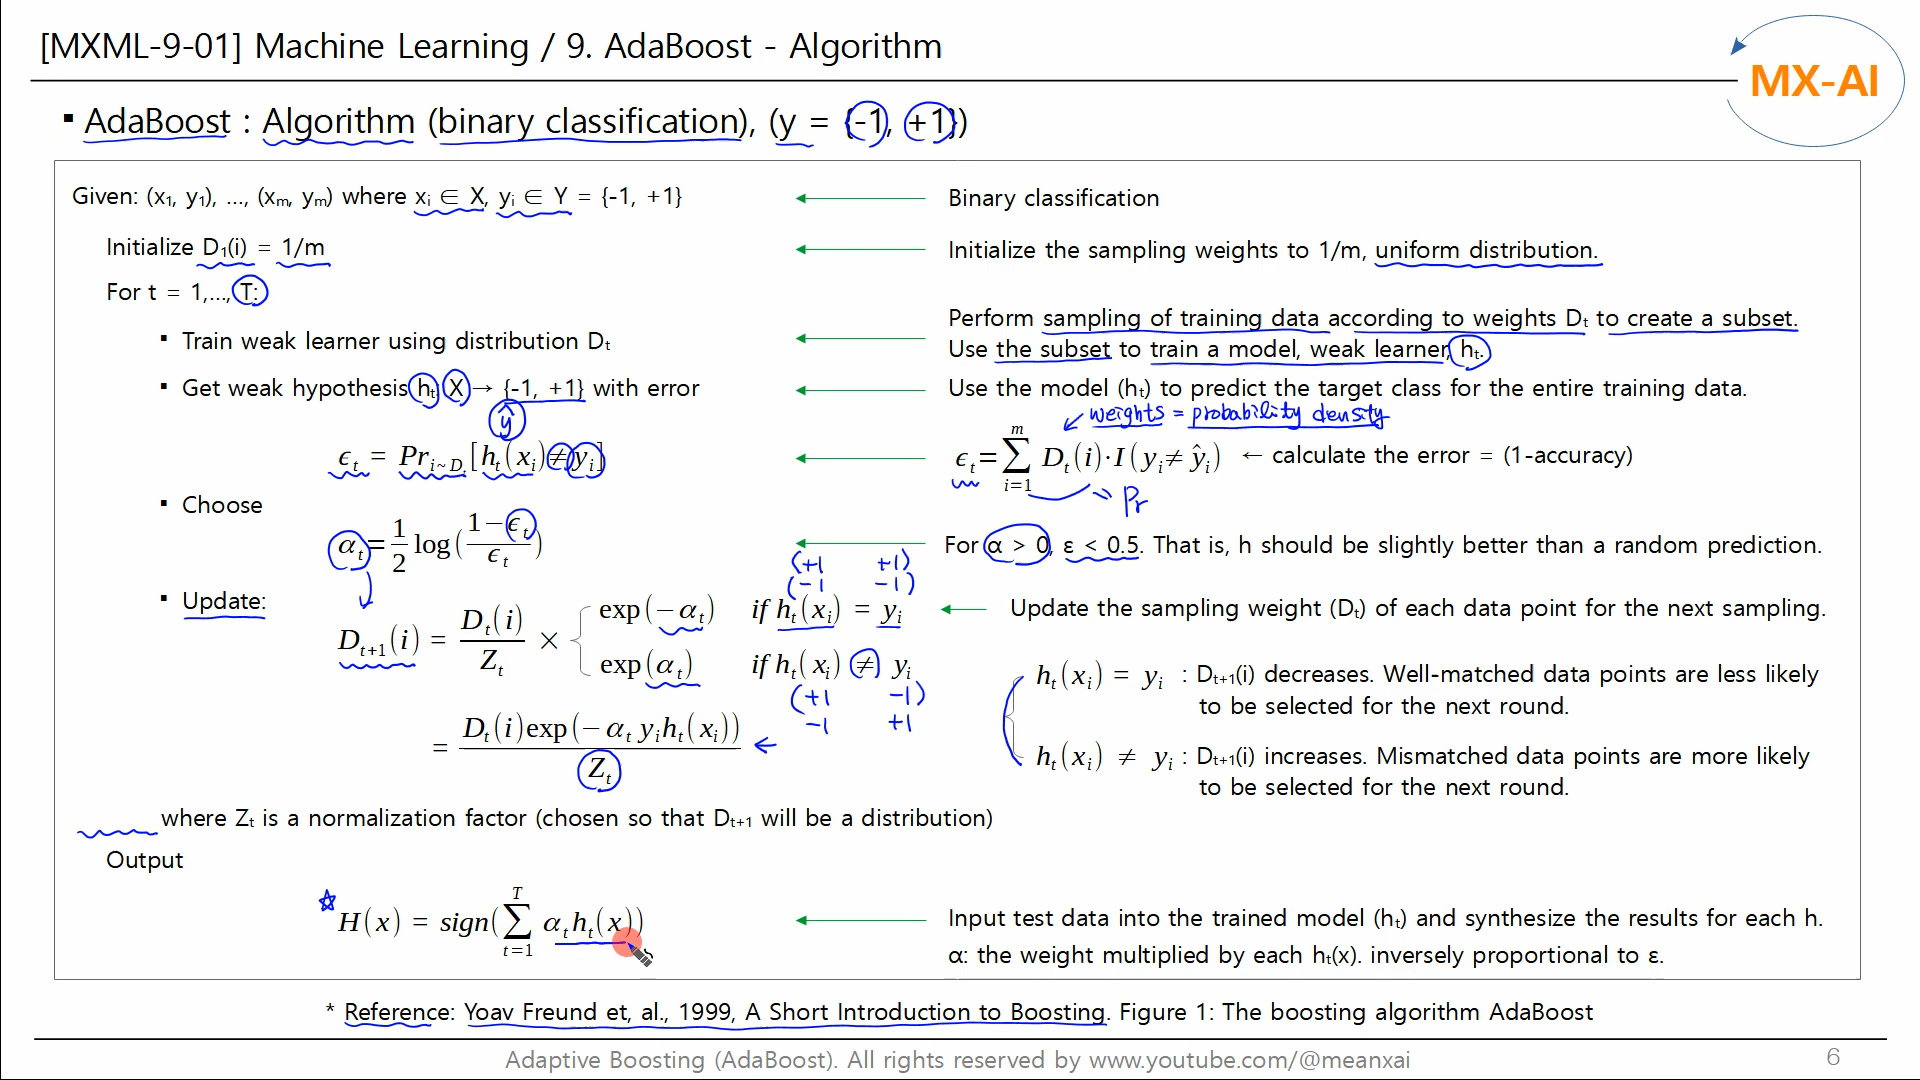 [MXML-9-01] Machine Learning / 9. AdaBoost - Algorithm
MX-AI
▪ AdaBoost : Algorithm (binary classification), (y = {-1, +1})
Given: (x₁, y₁), ..., (xₘ, yₘ) where xᵢ ∈ X, yᵢ ∈ Y = {-1, +1}
Binary classification
Initialize D₁(i) = 1/m
Initialize the sampling weights to 1/m, uniform distribution.
For t = 1,..., T:
▪ Train weak learner using distribution Dₜ
Perform sampling of training data according to weights Dₜ to create a subset.
Use the subset to train a model, weak learner, hₜ.
▪ Get weak hypothesis hₜ: X → {-1, +1} with error
Use the model (hₜ) to predict the target class for the entire training data.
ŷ
weights = probability density
ϵₜ = Pr_{i~Dₜ}[hₜ(xᵢ) ≠ yᵢ]
ϵₜ = ∑_{i=1}^{m} Dₜ(i)·I(yᵢ ≠ ŷᵢ) ← calculate the error = (1-accuracy)
Pr
▪ Choose
αₜ = 1/2 log((1−ϵₜ)/ϵₜ)
For α > 0, ε < 0.5. That is, h should be slightly better than a random prediction.
(+1 +1)
(-1 -1)
▪ Update:
Dₜ₊₁(i) = Dₜ(i)/Zₜ × { exp(−αₜ) if hₜ(xᵢ) = yᵢ
exp(αₜ) if hₜ(xᵢ) ≠ yᵢ
(+1 -1)
-1 +1
Update the sampling weight (Dₜ) of each data point for the next sampling.
hₜ(xᵢ) = yᵢ : Dₜ₊₁(i) decreases. Well-matched data points are less likely
to be selected for the next round.
= Dₜ(i)exp(−αₜ yᵢhₜ(xᵢ)) / Zₜ ←
hₜ(xᵢ) ≠ yᵢ : Dₜ₊₁(i) increases. Mismatched data points are more likely
to be selected for the next round.
where Zₜ is a normalization factor (chosen so that Dₜ₊₁ will be a distribution)
Output
H(x) = sign(∑_{t=1}^{T} αₜhₜ(x))
Input test data into the trained model (hₜ) and synthesize the results for each h.
α: the weight multiplied by each hₜ(x). inversely proportional to ε.
* Reference: Yoav Freund et, al., 1999, A Short Introduction to Boosting. Figure 1: The boosting algorithm AdaBoost
Adaptive Boosting (AdaBoost). All rights reserved by www.youtube.com/@meanxai
6